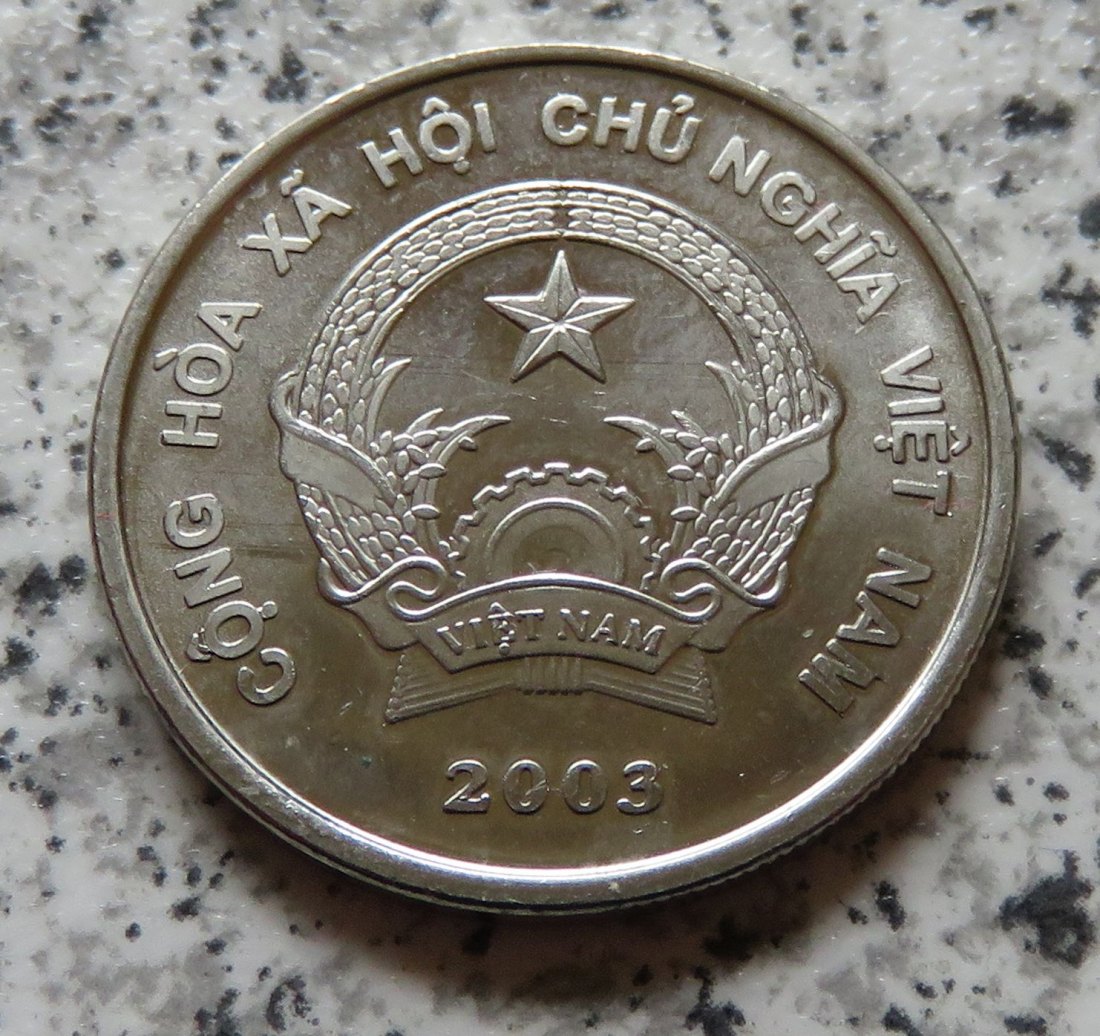 CỘNG HÒA XÃ HỘI CHỦ NGHĨA VIỆT NAM
VIỆT NAM
2003